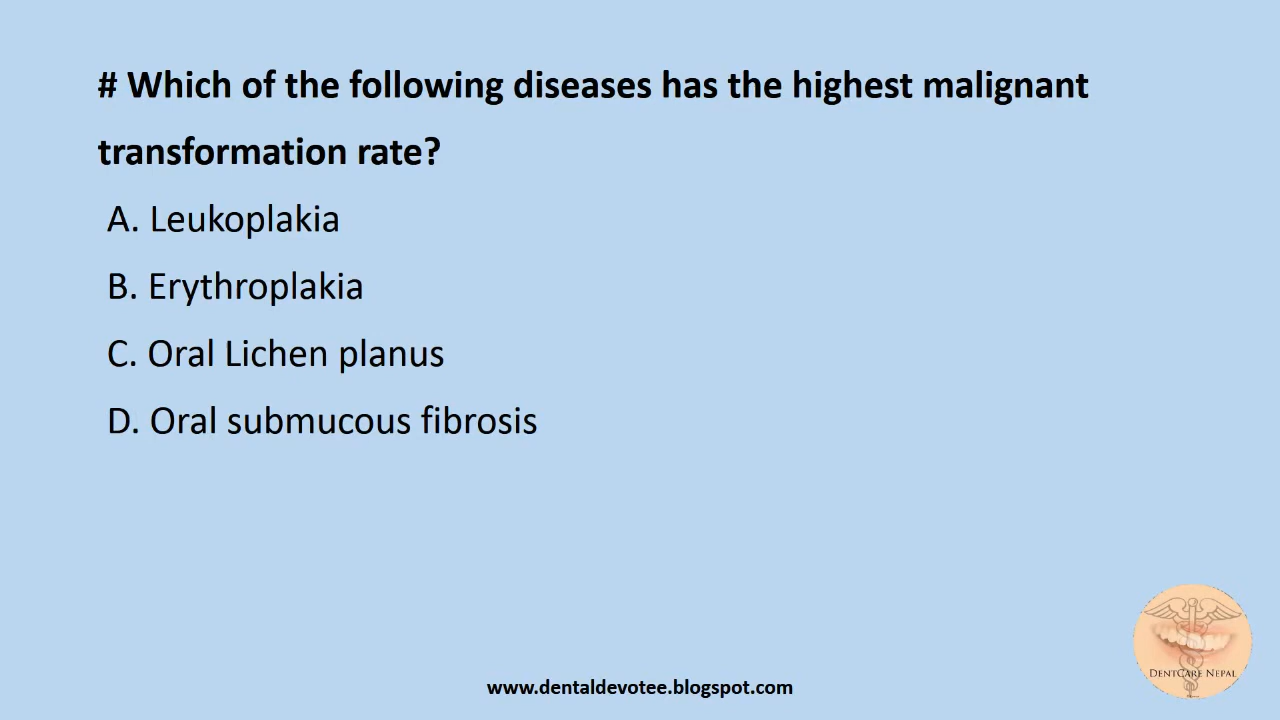 # Which of the following diseases has the highest malignant
transformation rate?
A. Leukoplakia
B. Erythroplakia
C. Oral Lichen planus
D. Oral submucous fibrosis
DentCare Nepal
www.dentaldevotee.blogspot.com